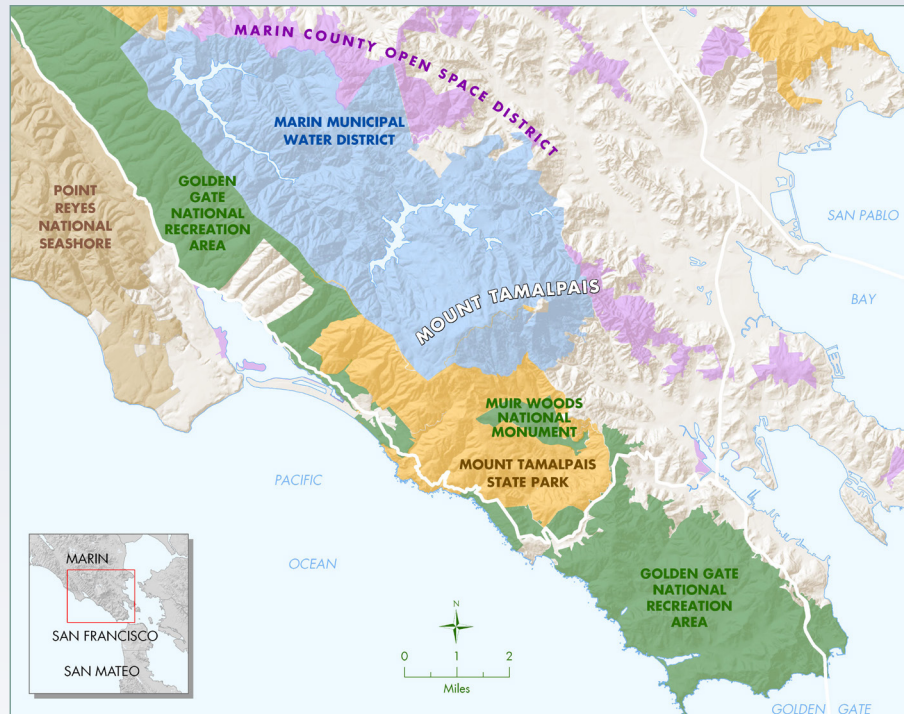 MARIN COUNTY OPEN SPACE DISTRICT
MARIN MUNICIPAL
WATER DISTRICT
POINT
REYES
NATIONAL
SEASHORE
GOLDEN
GATE
NATIONAL
RECREATION
AREA
SAN PABLO
BAY
MOUNT TAMALPAIS
MUIR WOODS
NATIONAL
MONUMENT
MOUNT TAMALPAIS
STATE PARK
PACIFIC
OCEAN
GOLDEN GATE
NATIONAL
RECREATION
AREA
MARIN
SAN FRANCISCO
SAN MATEO
N
0 1 2
Miles
GOLDEN GATE